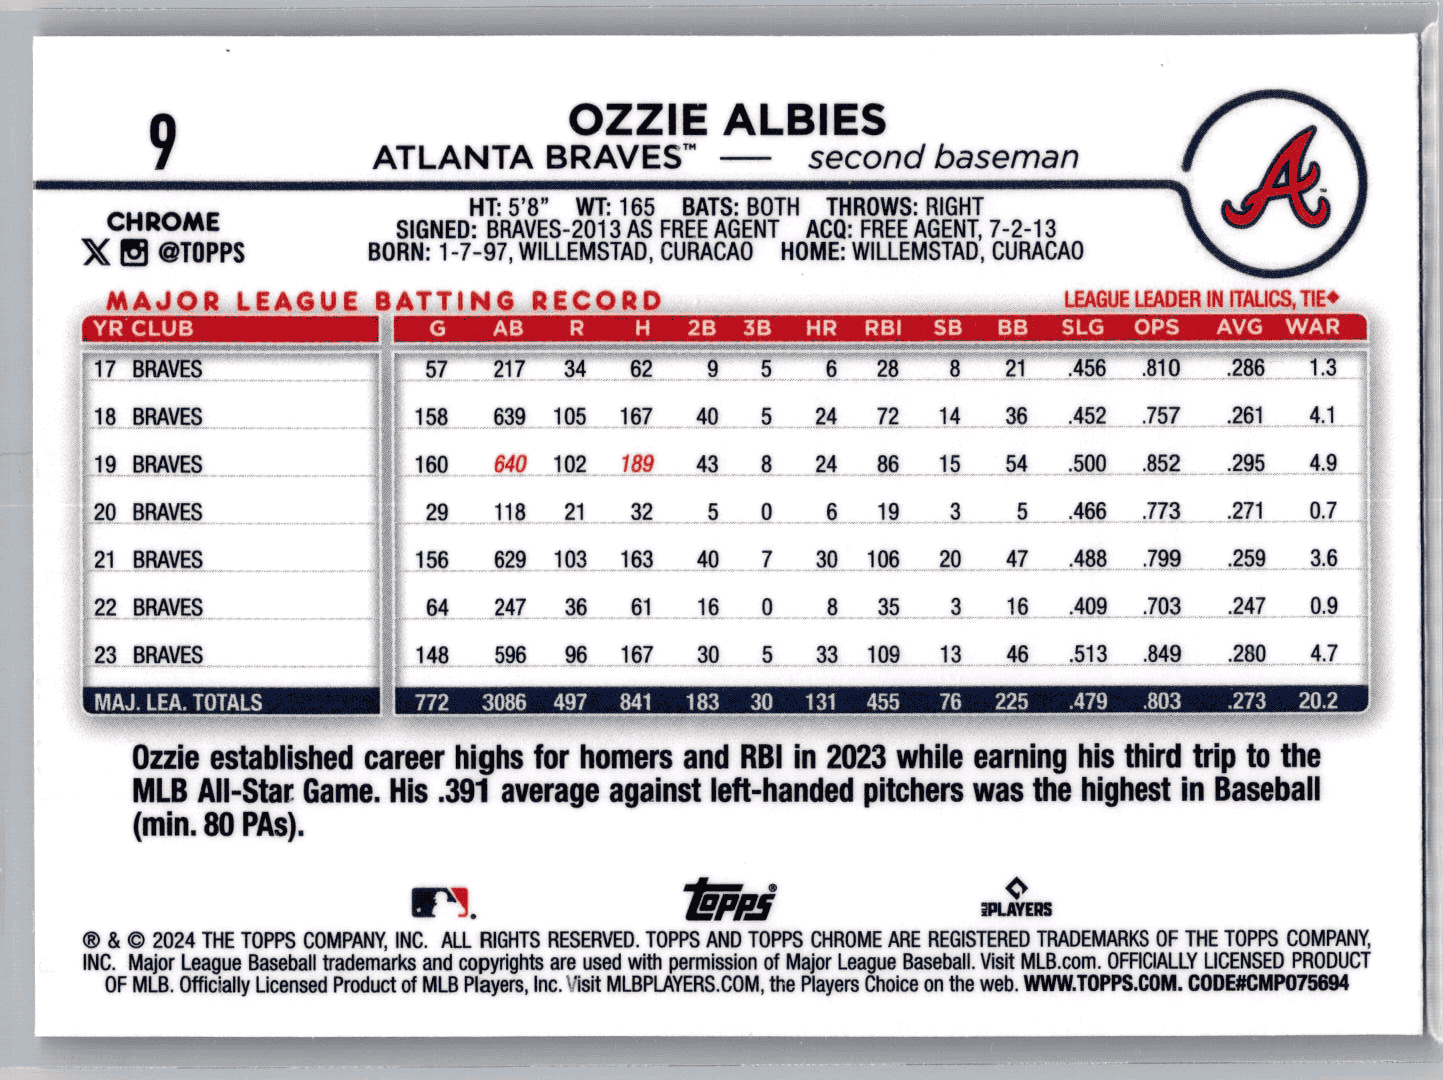 9
OZZIE ALBIES
ATLANTA BRAVES™ — second baseman
A™
CHROME
X @TOPPS
HT: 5'8" WT: 165 BATS: BOTH THROWS: RIGHT
SIGNED: BRAVES-2013 AS FREE AGENT ACQ: FREE AGENT, 7-2-13
BORN: 1-7-97, WILLEMSTAD, CURACAO HOME: WILLEMSTAD, CURACAO
MAJOR LEAGUE BATTING RECORD LEAGUE LEADER IN ITALICS, TIE◆
YR CLUB G AB R H 2B 3B HR RBI SB BB SLG OPS AVG WAR
17 BRAVES 57 217 34 62 9 5 6 28 8 21 .456 .810 .286 1.3
18 BRAVES 158 639 105 167 40 5 24 72 14 36 .452 .757 .261 4.1
19 BRAVES 160 640 102 189 43 8 24 86 15 54 .500 .852 .295 4.9
20 BRAVES 29 118 21 32 5 0 6 19 3 5 .466 .773 .271 0.7
21 BRAVES 156 629 103 163 40 7 30 106 20 47 .488 .799 .259 3.6
22 BRAVES 64 247 36 61 16 0 8 35 3 16 .409 .703 .247 0.9
23 BRAVES 148 596 96 167 30 5 33 109 13 46 .513 .849 .280 4.7
MAJ. LEA. TOTALS 772 3086 497 841 183 30 131 455 76 225 .479 .803 .273 20.2
Ozzie established career highs for homers and RBI in 2023 while earning his third trip to the
MLB All-Star Game. His .391 average against left-handed pitchers was the highest in Baseball
(min. 80 PAs).
Topps®
MLB PLAYERS
® & © 2024 THE TOPPS COMPANY, INC. ALL RIGHTS RESERVED. TOPPS AND TOPPS CHROME ARE REGISTERED TRADEMARKS OF THE TOPPS COMPANY,
INC. Major League Baseball trademarks and copyrights are used with permission of Major League Baseball. Visit MLB.com. OFFICIALLY LICENSED PRODUCT
OF MLB. Officially Licensed Product of MLB Players, Inc. Visit MLBPLAYERS.COM, the Players Choice on the web. WWW.TOPPS.COM. CODE#CMP075694